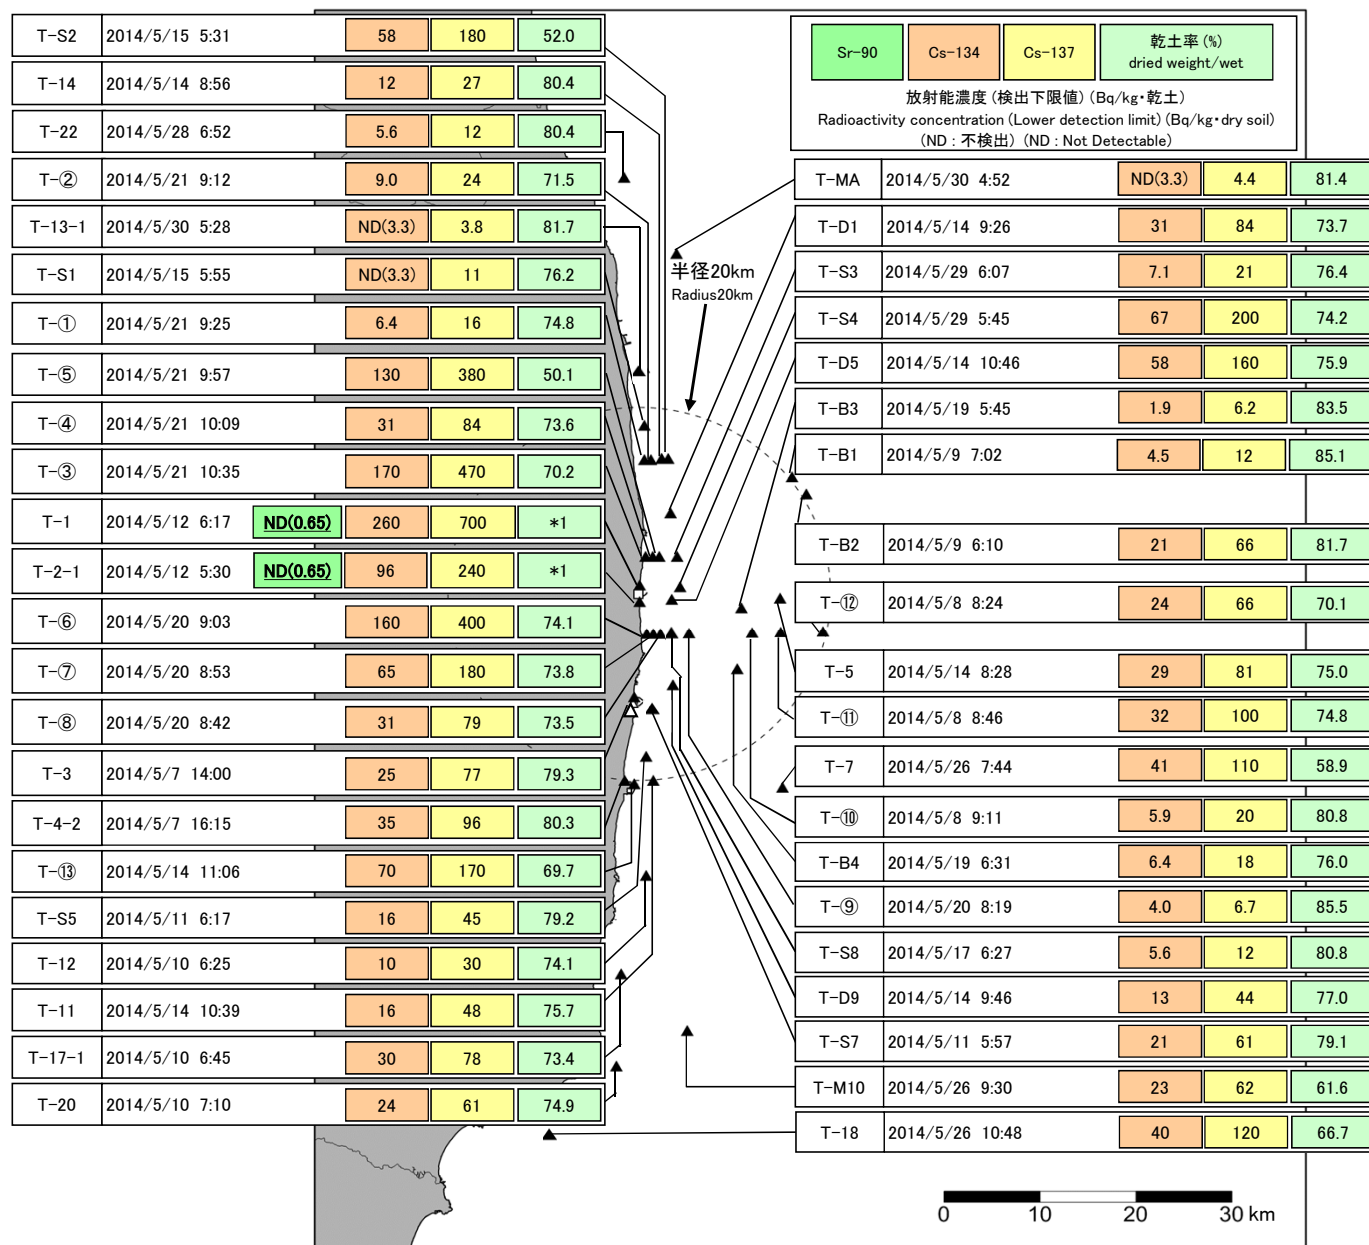 T-S2 2014/5/15 5:31 58 180 52.0
T-14 2014/5/14 8:56 12 27 80.4
T-22 2014/5/28 6:52 5.6 12 80.4
T-② 2014/5/21 9:12 9.0 24 71.5
T-13-1 2014/5/30 5:28 ND(3.3) 3.8 81.7
T-S1 2014/5/15 5:55 ND(3.3) 11 76.2
T-① 2014/5/21 9:25 6.4 16 74.8
T-⑤ 2014/5/21 9:57 130 380 50.1
T-④ 2014/5/21 10:09 31 84 73.6
T-③ 2014/5/21 10:35 170 470 70.2
T-1 2014/5/12 6:17 ND(0.65) 260 700 *1
T-2-1 2014/5/12 5:30 ND(0.65) 96 240 *1
T-⑥ 2014/5/20 9:03 160 400 74.1
T-⑦ 2014/5/20 8:53 65 180 73.8
T-⑧ 2014/5/20 8:42 31 79 73.5
T-3 2014/5/7 14:00 25 77 79.3
T-4-2 2014/5/7 16:15 35 96 80.3
T-⑬ 2014/5/14 11:06 70 170 69.7
T-S5 2014/5/11 6:17 16 45 79.2
T-12 2014/5/10 6:25 10 30 74.1
T-11 2014/5/14 10:39 16 48 75.7
T-17-1 2014/5/10 6:45 30 78 73.4
T-20 2014/5/10 7:10 24 61 74.9
半径20km
Radius20km
Sr-90 Cs-134 Cs-137 乾土率(%)
dried weight/wet
放射能濃度(検出下限値)(Bq/kg・乾土)
Radioactivity concentration (Lower detection limit) (Bq/kg・dry soil)
(ND : 不検出) (ND : Not Detectable)
T-MA 2014/5/30 4:52 ND(3.3) 4.4 81.4
T-D1 2014/5/14 9:26 31 84 73.7
T-S3 2014/5/29 6:07 7.1 21 76.4
T-S4 2014/5/29 5:45 67 200 74.2
T-D5 2014/5/14 10:46 58 160 75.9
T-B3 2014/5/19 5:45 1.9 6.2 83.5
T-B1 2014/5/9 7:02 4.5 12 85.1
T-B2 2014/5/9 6:10 21 66 81.7
T-⑫ 2014/5/8 8:24 24 66 70.1
T-5 2014/5/14 8:28 29 81 75.0
T-⑪ 2014/5/8 8:46 32 100 74.8
T-7 2014/5/26 7:44 41 110 58.9
T-⑩ 2014/5/8 9:11 5.9 20 80.8
T-B4 2014/5/19 6:31 6.4 18 76.0
T-⑨ 2014/5/20 8:19 4.0 6.7 85.5
T-S8 2014/5/17 6:27 5.6 12 80.8
T-D9 2014/5/14 9:46 13 44 77.0
T-S7 2014/5/11 5:57 21 61 79.1
T-M10 2014/5/26 9:30 23 62 61.6
T-18 2014/5/26 10:48 40 120 66.7
0 10 20 30 km